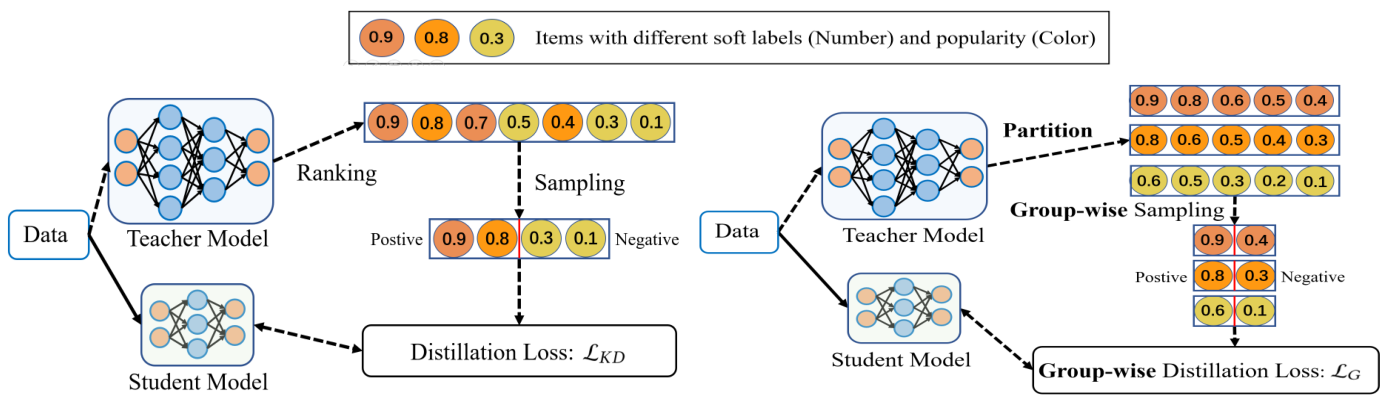 0.9 0.8 0.3 Items with different soft labels (Number) and popularity (Color)
0.9 0.8 0.7 0.5 0.4 0.3 0.1
Ranking
Sampling
Data
Teacher Model
Postive 0.9 0.8 0.3 0.1 Negative
Student Model
Distillation Loss: ℒ_KD
0.9 0.8 0.6 0.5 0.4
Partition
0.8 0.6 0.5 0.4 0.3
0.6 0.5 0.3 0.2 0.1
Group-wise Sampling
Data
Teacher Model
0.9 0.4
Postive 0.8 0.3 Negative
0.6 0.1
Student Model
Group-wise Distillation Loss: ℒ_G